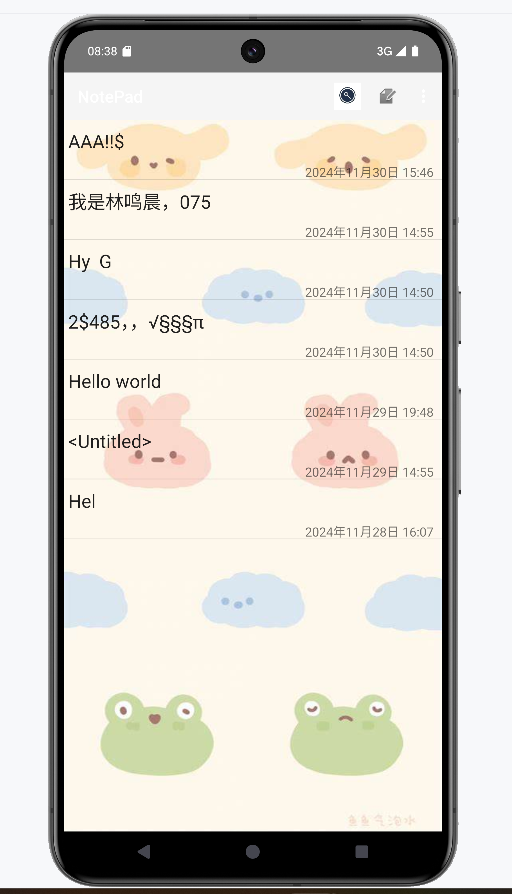 08:38
3G
NotePad
AAA!!$
2024年11月30日 15:46
我是林鸣晨，075
2024年11月30日 14:55
Hy  G
2024年11月30日 14:50
2$485，，√§§§π
2024年11月30日 14:50
Hello world
2024年11月29日 19:48
<Untitled>
2024年11月29日 14:55
Hel
2024年11月28日 16:07